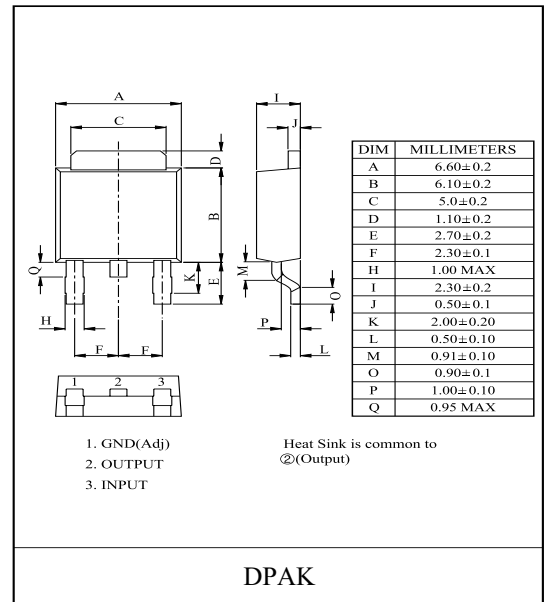 A
C
D
B
Q
K
E
H
F F
1 2 3
1. GND(Adj)
2. OUTPUT
3. INPUT
I
J
M
O
P
L
DIM MILLIMETERS
A 6.60±0.2
B 6.10±0.2
C 5.0±0.2
D 1.10±0.2
E 2.70±0.2
F 2.30±0.1
H 1.00 MAX
I 2.30±0.2
J 0.50±0.1
K 2.00±0.20
L 0.50±0.10
M 0.91±0.10
O 0.90±0.1
P 1.00±0.10
Q 0.95 MAX
Heat Sink is common to
②(Output)
DPAK